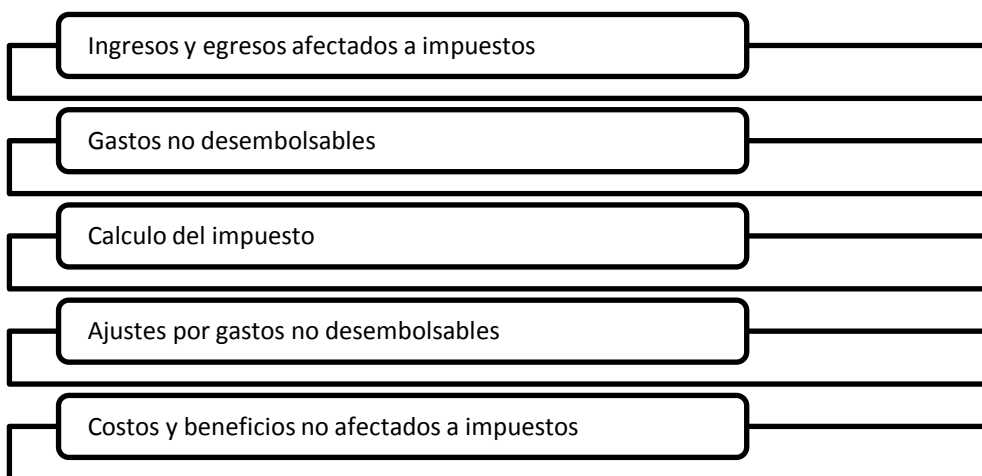 Ingresos y egresos afectados a impuestos
Gastos no desembolsables
Calculo del impuesto
Ajustes por gastos no desembolsables
Costos y beneficios no afectados a impuestos